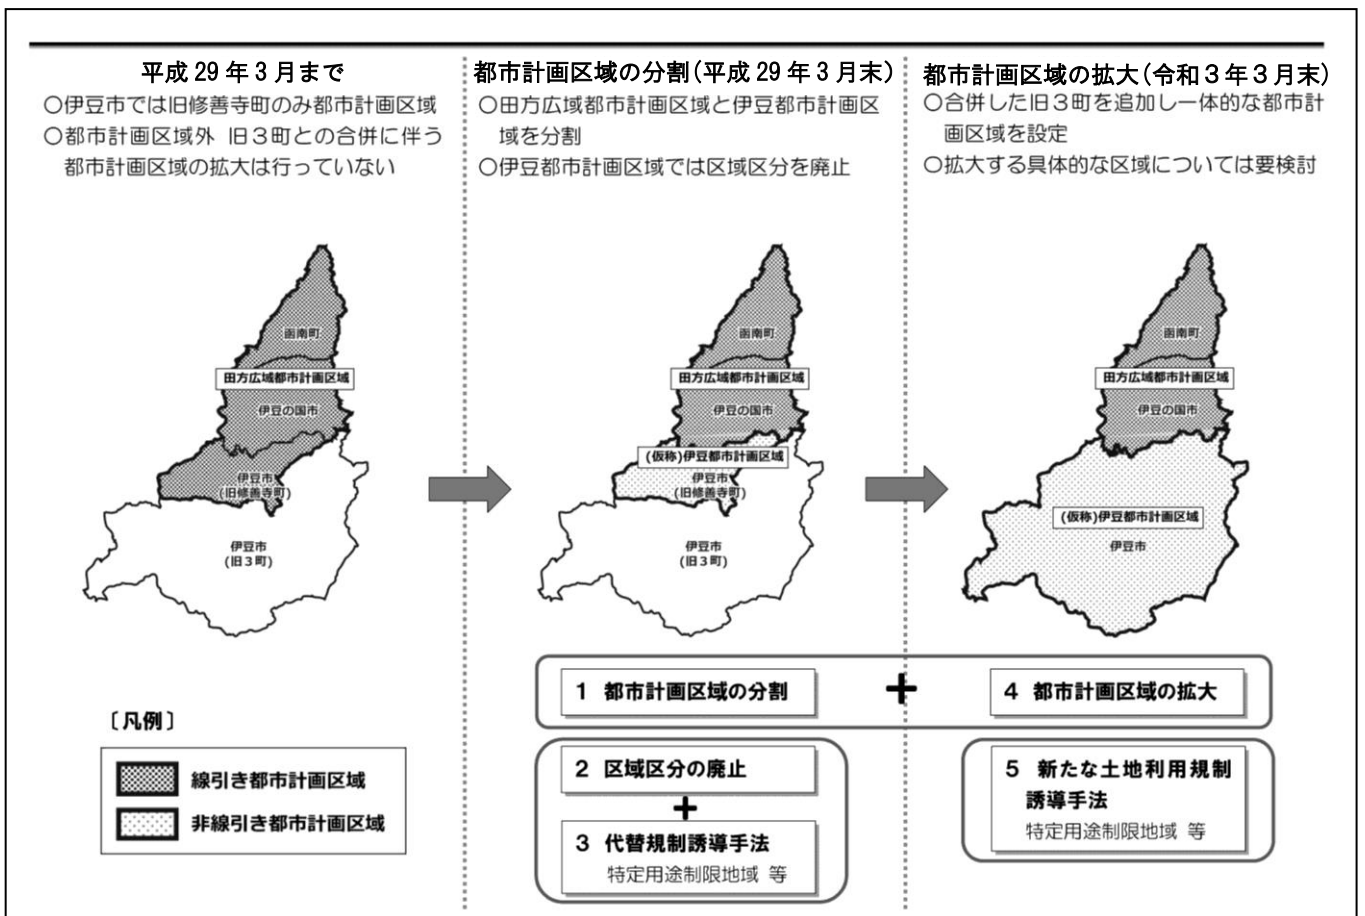 平成 29 年 3 月まで
○伊豆市では旧修善寺町のみ都市計画区域
○都市計画区域外 旧３町との合併に伴う
都市計画区域の拡大は行っていない
函南町
田方広域都市計画区域
伊豆の国市
伊豆市
(旧修善寺町)
伊豆市
(旧３町)
都市計画区域の分割(平成 29 年 3 月末)
○田方広域都市計画区域と伊豆都市計画区
域を分割
○伊豆都市計画区域では区域区分を廃止
函南町
田方広域都市計画区域
伊豆の国市
(仮称)伊豆都市計画区域
伊豆市
(旧修善寺町)
伊豆市
(旧３町)
都市計画区域の拡大(令和３年３月末)
○合併した旧３町を追加し一体的な都市計
画区域を設定
○拡大する具体的な区域については要検討
函南町
田方広域都市計画区域
伊豆の国市
(仮称)伊豆都市計画区域
伊豆市
１ 都市計画区域の分割
＋
４ 都市計画区域の拡大
２ 区域区分の廃止
＋
３ 代替規制誘導手法
特定用途制限地域 等
５ 新たな土地利用規制
誘導手法
特定用途制限地域 等
〔凡例〕
線引き都市計画区域
非線引き都市計画区域